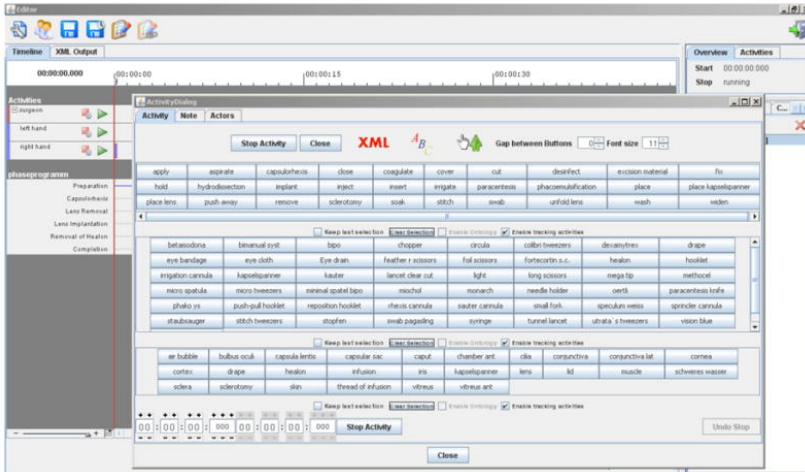 Editor
Timeline XML Output
Overview Activities
00:00:00.000 00:00:00 00:00:15 00:00:30
Start 00:00:00:000
Stop running
Activities
surgeon
left hand
right hand
phaseprogramm
Preparation
Capsulorhexis
Lens Removal
Lens Implantation
Removal of Healon
Completion
ActivityDialog
Activity Note Actors
Stop Activity Close XML ABC Gap between Buttons 0 Font size 11
apply aspirate capsulorhexis close coagulate cover cut desinfect excision material fix
hold hydrodissection implant inject insert irrigate paracentesis phacoemulsification place place kapselspanner
place lens push away remove sclerotomy soak stitch swab unfold lens wash widen
Keep last selection Clear Selection Enable Ontology Enable tracking activities
betaisodona bimanual syst bipo chopper circula colibri tweezers dexamytrex drape
eye bandage eye cloth Eye drain feather r scissors foil scissors fortecortin s.c. healon hooklet
irrigation cannula kapselspanner kauter lancet clear cut light long scissors mega tip methocel
micro spatula micro tweezers minimal spatel bipo miochol monarch needle holder oertli paracentesis knife
phako ys push-pull hooklet reposition hooklet rhexis cannula sauter cannula small fork speculum weiss sprincler cannula
staubsauger stitch tweezers stopfen swab pagasling syringe tunnel lancet utrata´s tweezers vision blue
Keep last selection Clear Selection Enable Ontology Enable tracking activities
air bubble bulbus oculi capsula lentis capsular sac caput chamber ant. cilia conjunctiva conjunctiva lat cornea
cortex drape healon infusion iris kapselspanner lens lid muscle schweres wasser
sclera sclerotomy skin thread of infusion vitreus vitreus ant
Keep last selection Clear Selection Enable Ontology Enable tracking activities
00 : 00 : 00 : 000 00 : 00 : 00 : 000 Stop Activity Undo Stop
Close